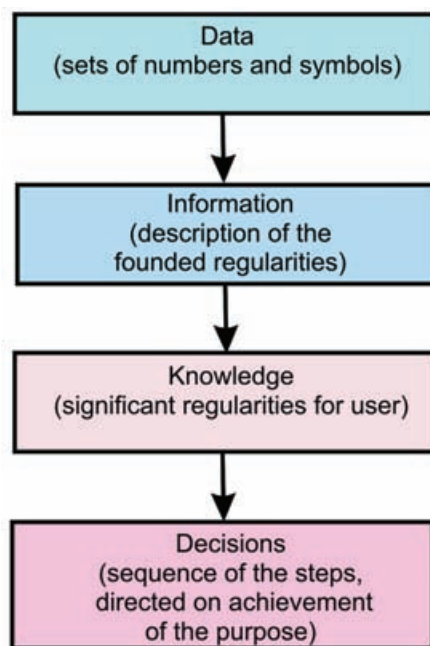 Data
(sets of numbers and symbols)
Information
(description of the
founded regularities)
Knowledge
(significant regularities for user)
Decisions
(sequence of the steps,
directed on achievement
of the purpose)